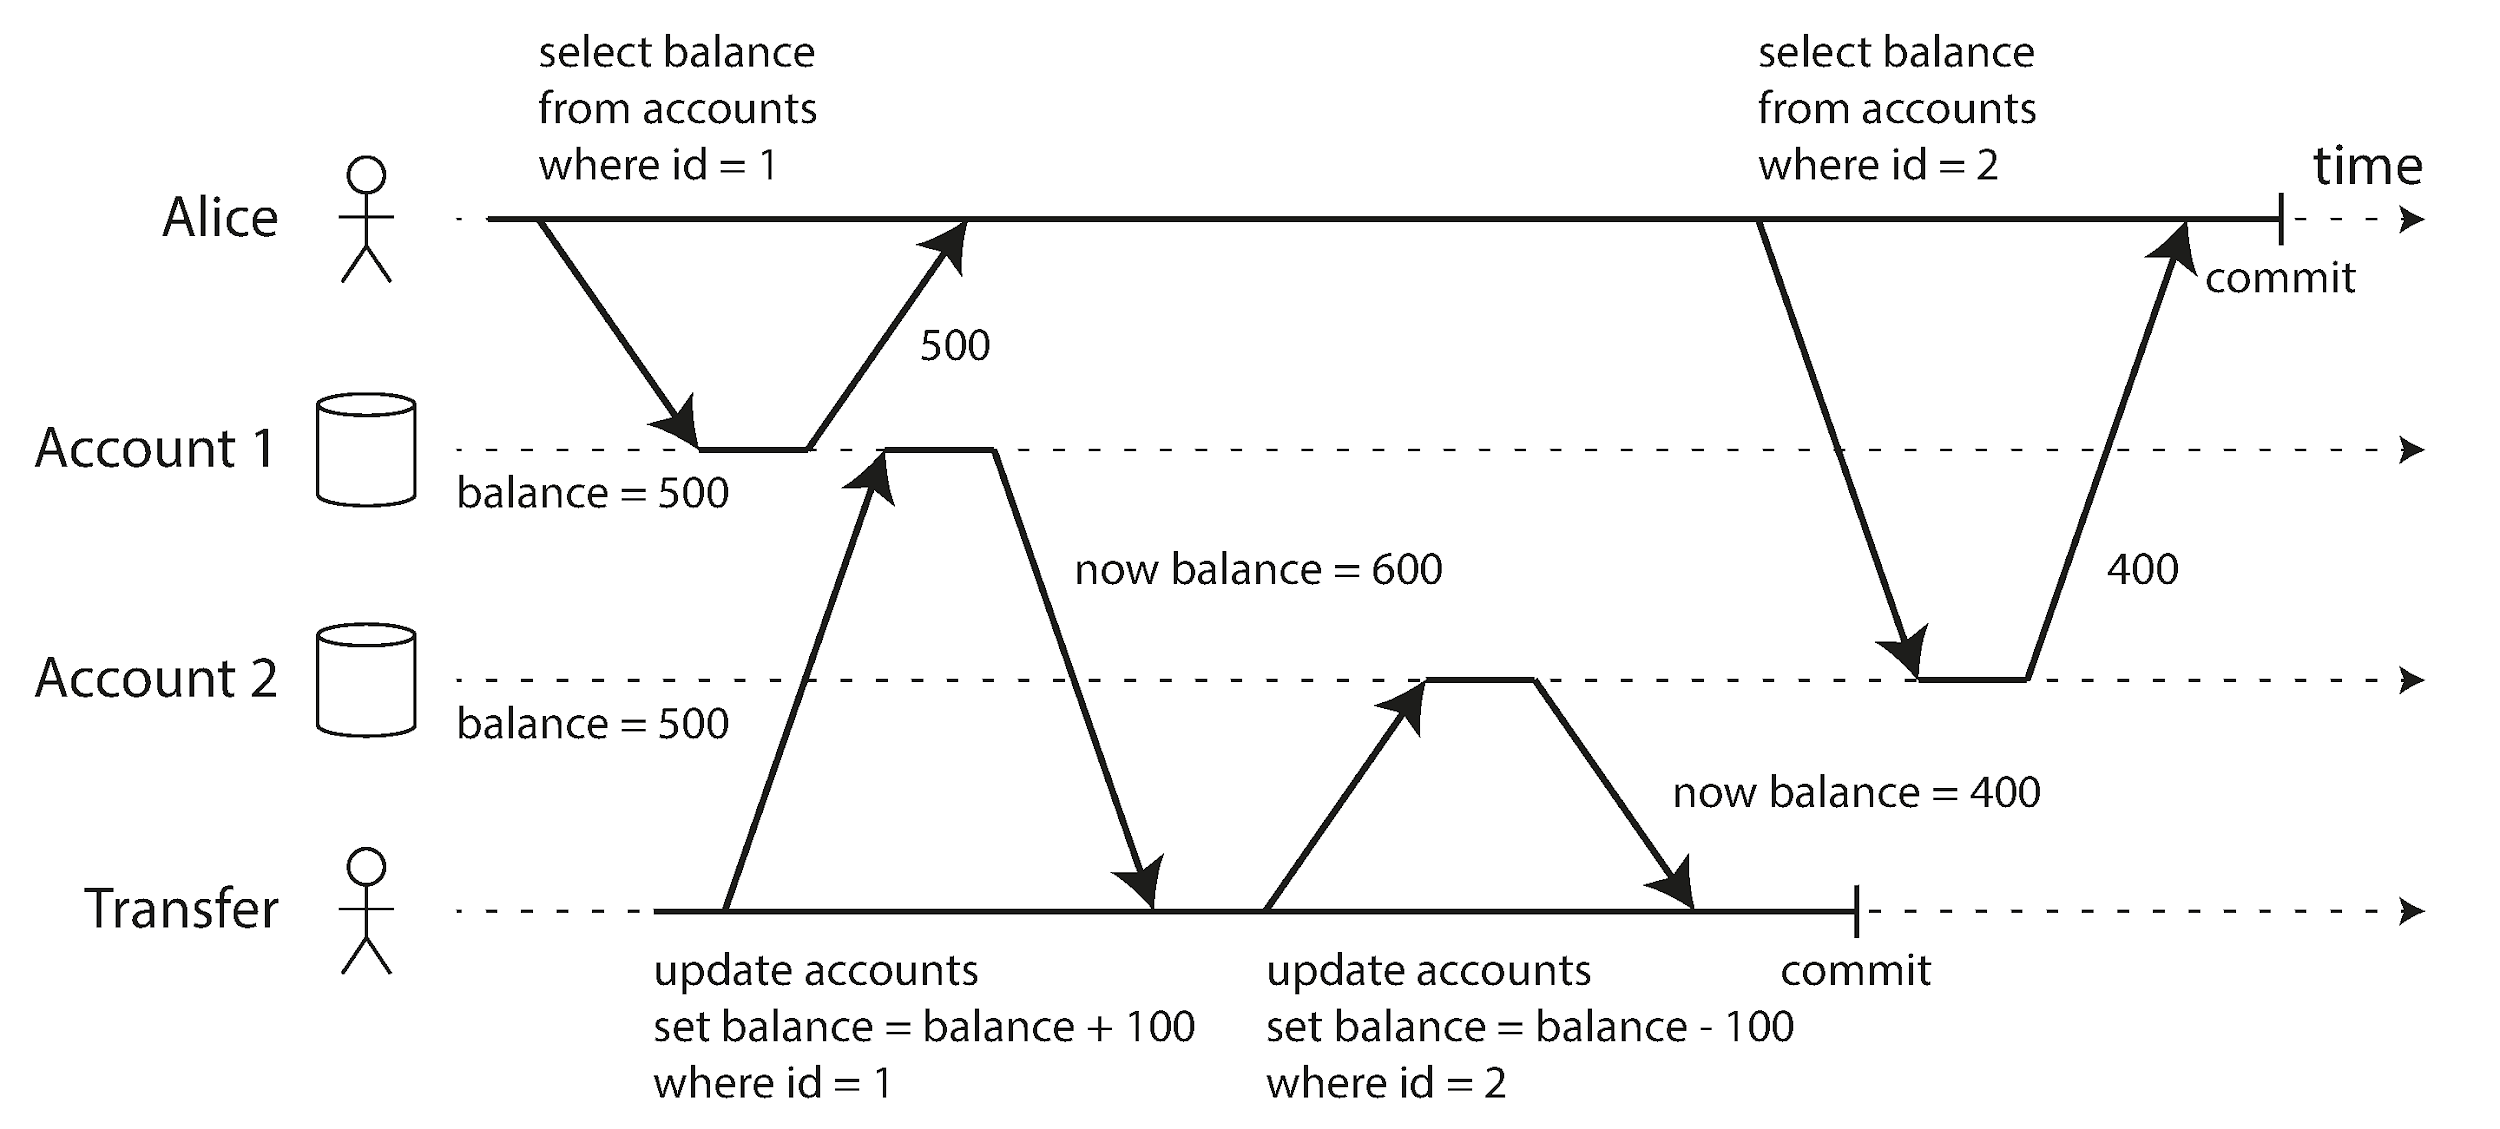 select balance
from accounts
where id = 1
select balance
from accounts
where id = 2
time
Alice
commit
500
Account 1
balance = 500
now balance = 600
400
Account 2
balance = 500
now balance = 400
Transfer
update accounts
set balance = balance + 100
where id = 1
update accounts
set balance = balance - 100
where id = 2
commit